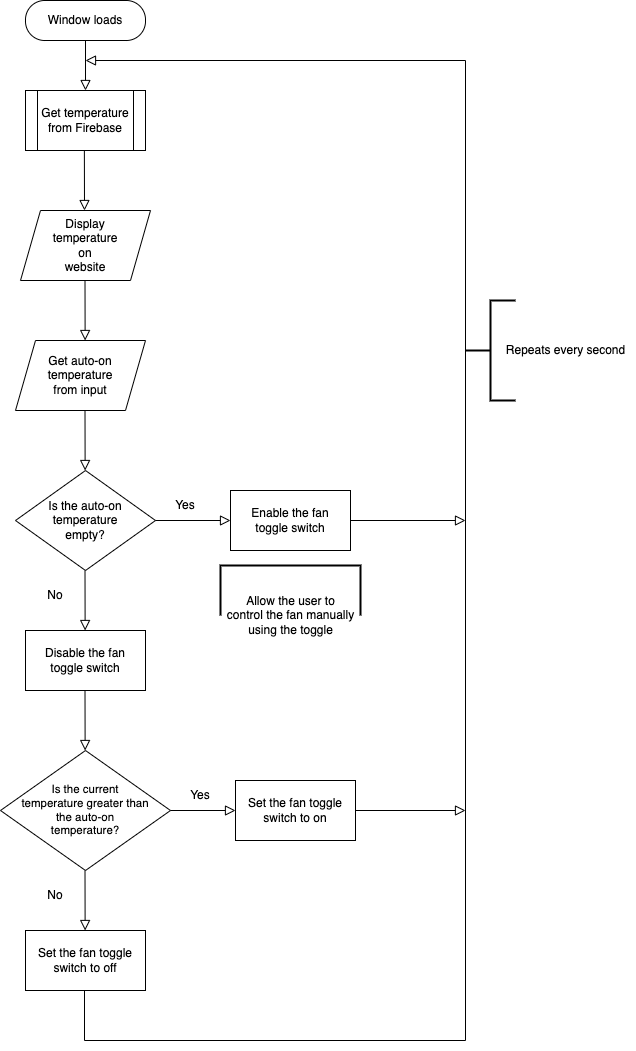 Window loads
Get temperature
from Firebase
Display
temperature
on
website
Repeats every second
Get auto-on
temperature
from input
Is the auto-on
temperature
empty?
Yes
Enable the fan
toggle switch
No
Allow the user to
control the fan manually
using the toggle
Disable the fan
toggle switch
Is the current
temperature greater than
the auto-on
temperature?
Yes
Set the fan toggle
switch to on
No
Set the fan toggle
switch to off